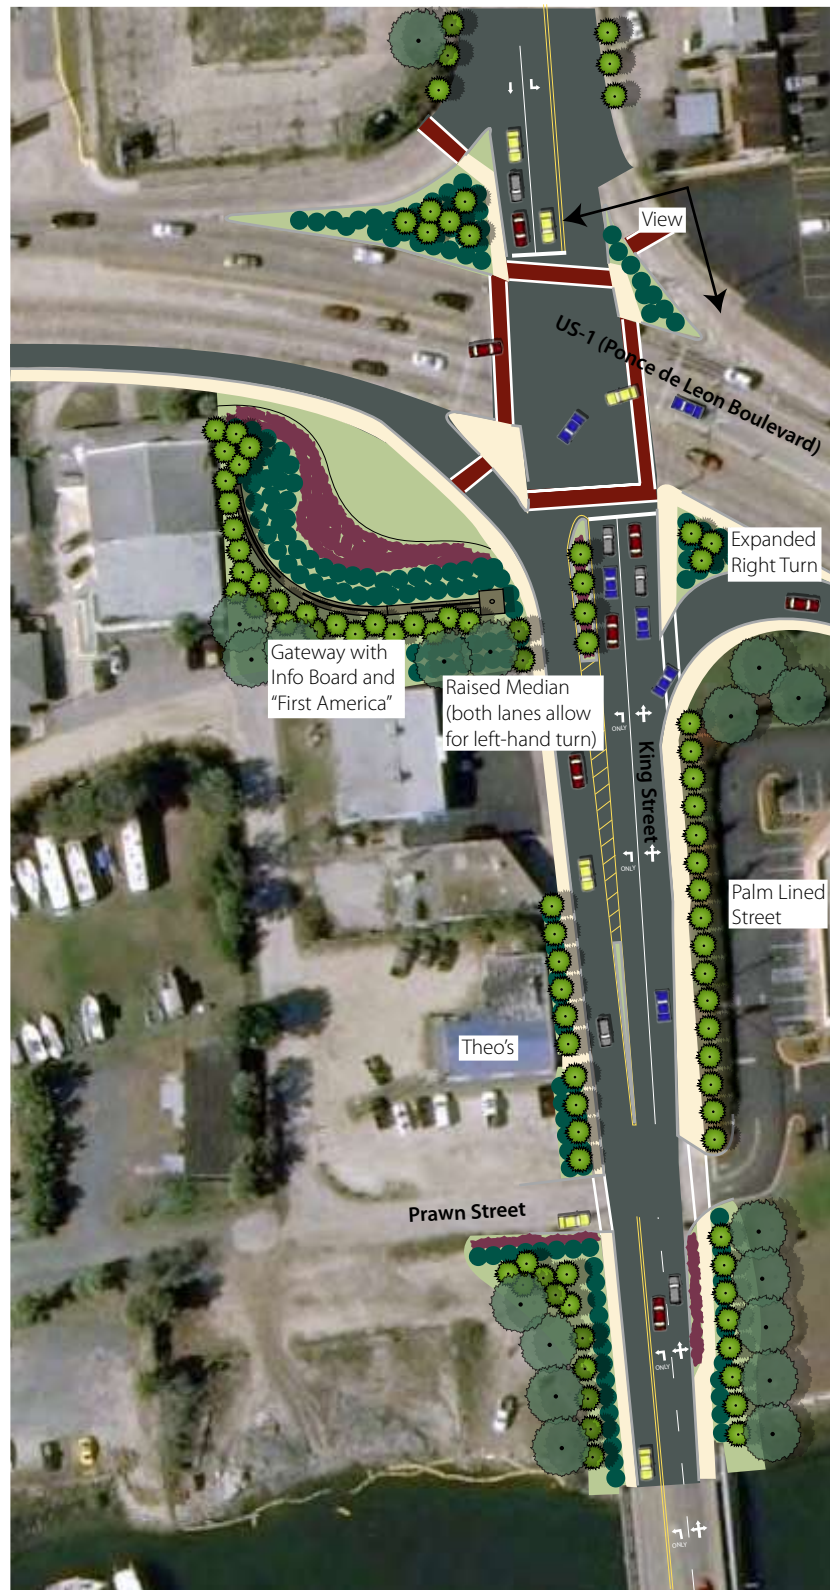 View
US-1 (Ponce de Leon Boulevard)
Expanded
Right Turn
Gateway with
Info Board and
“First America”
Raised Median
(both lanes allow
for left-hand turn)
ONLY
King Street
ONLY
Palm Lined
Street
Theo's
Prawn Street
ONLY
ONLY